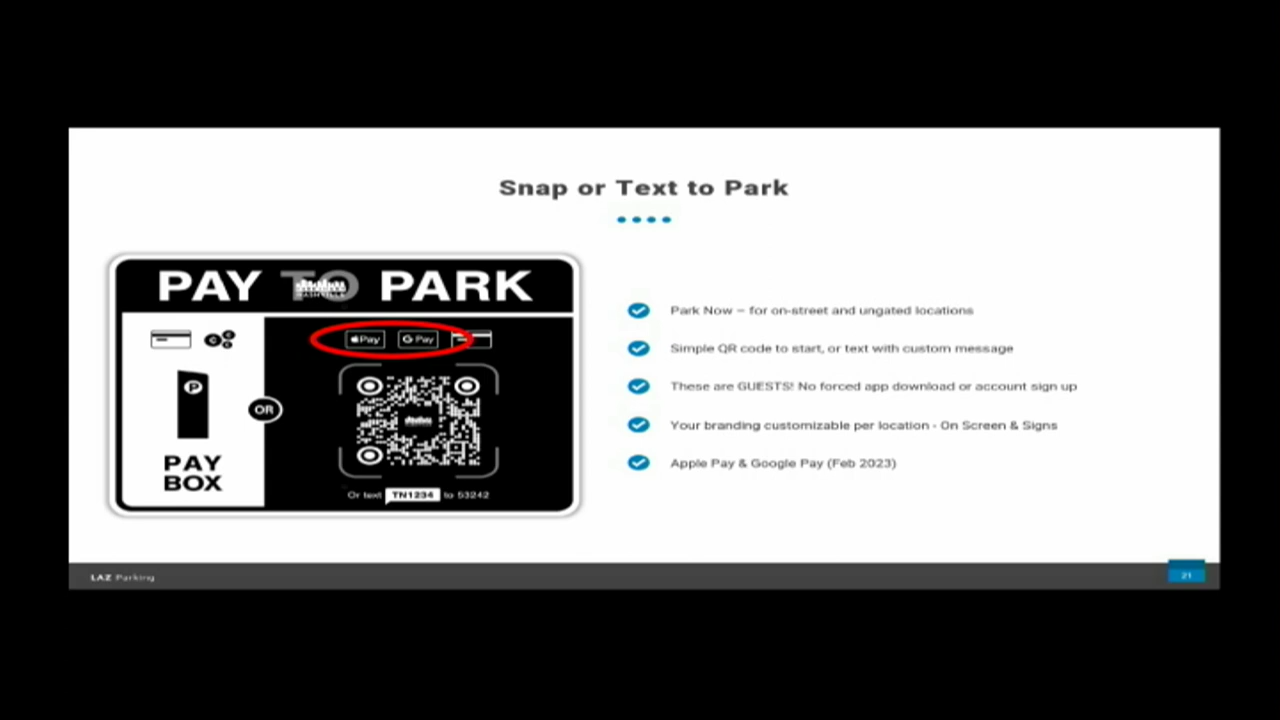 Snap or Text to Park
PAY TO PARK
NASHVILLE
Pay G Pay
P
OR
PAY
BOX
Or text TN1234 to 53242
Park Now – for on-street and ungated locations
Simple QR code to start, or text with custom message
These are GUESTS! No forced app download or account sign up
Your branding customizable per location - On Screen & Signs
Apple Pay & Google Pay (Feb 2023)
LAZ Parking
21